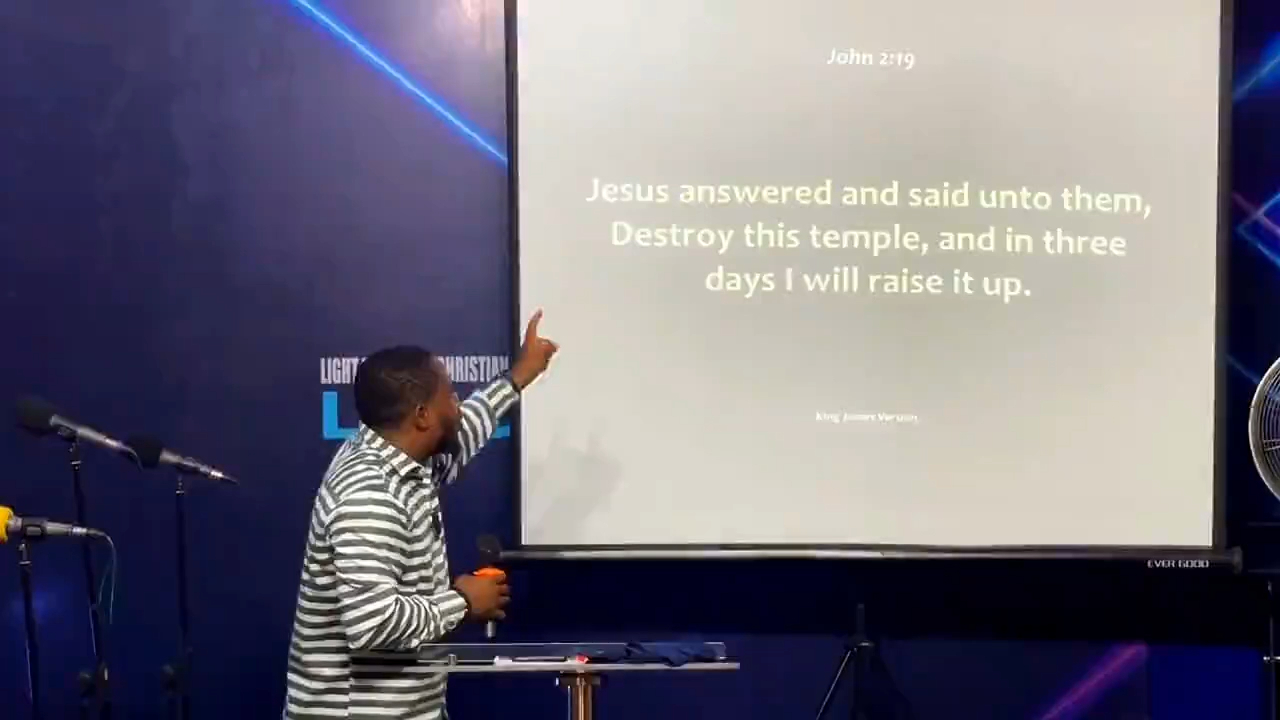 John 2:19
Jesus answered and said unto them,
Destroy this temple, and in three
days I will raise it up.
King James Version
LIGHT CHRISTIAN
EVER GOOD